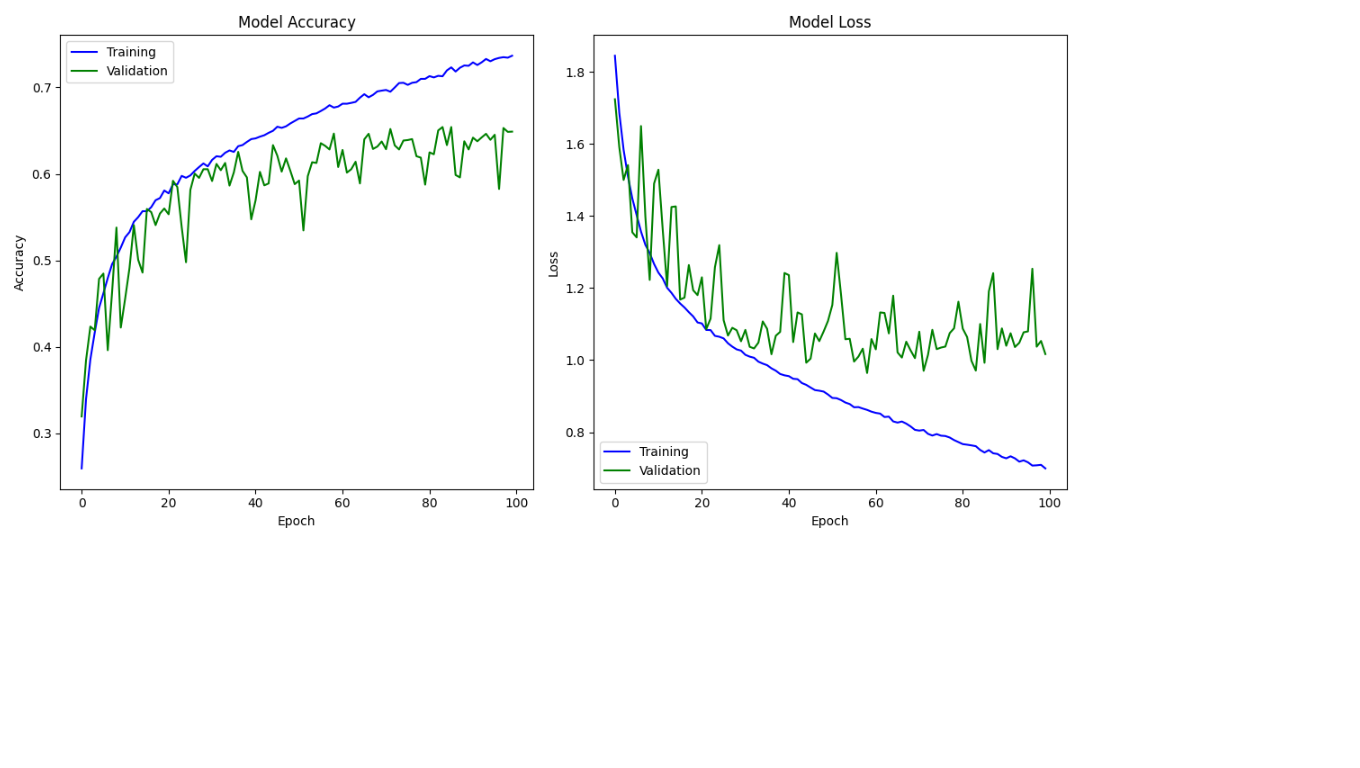 Model Accuracy
Training
Validation
0.7
0.6
0.5
0.4
0.3
Accuracy
0 20 40 60 80 100
Epoch
Model Loss
1.8
1.6
1.4
1.2
1.0
0.8
Loss
Training
Validation
0 20 40 60 80 100
Epoch